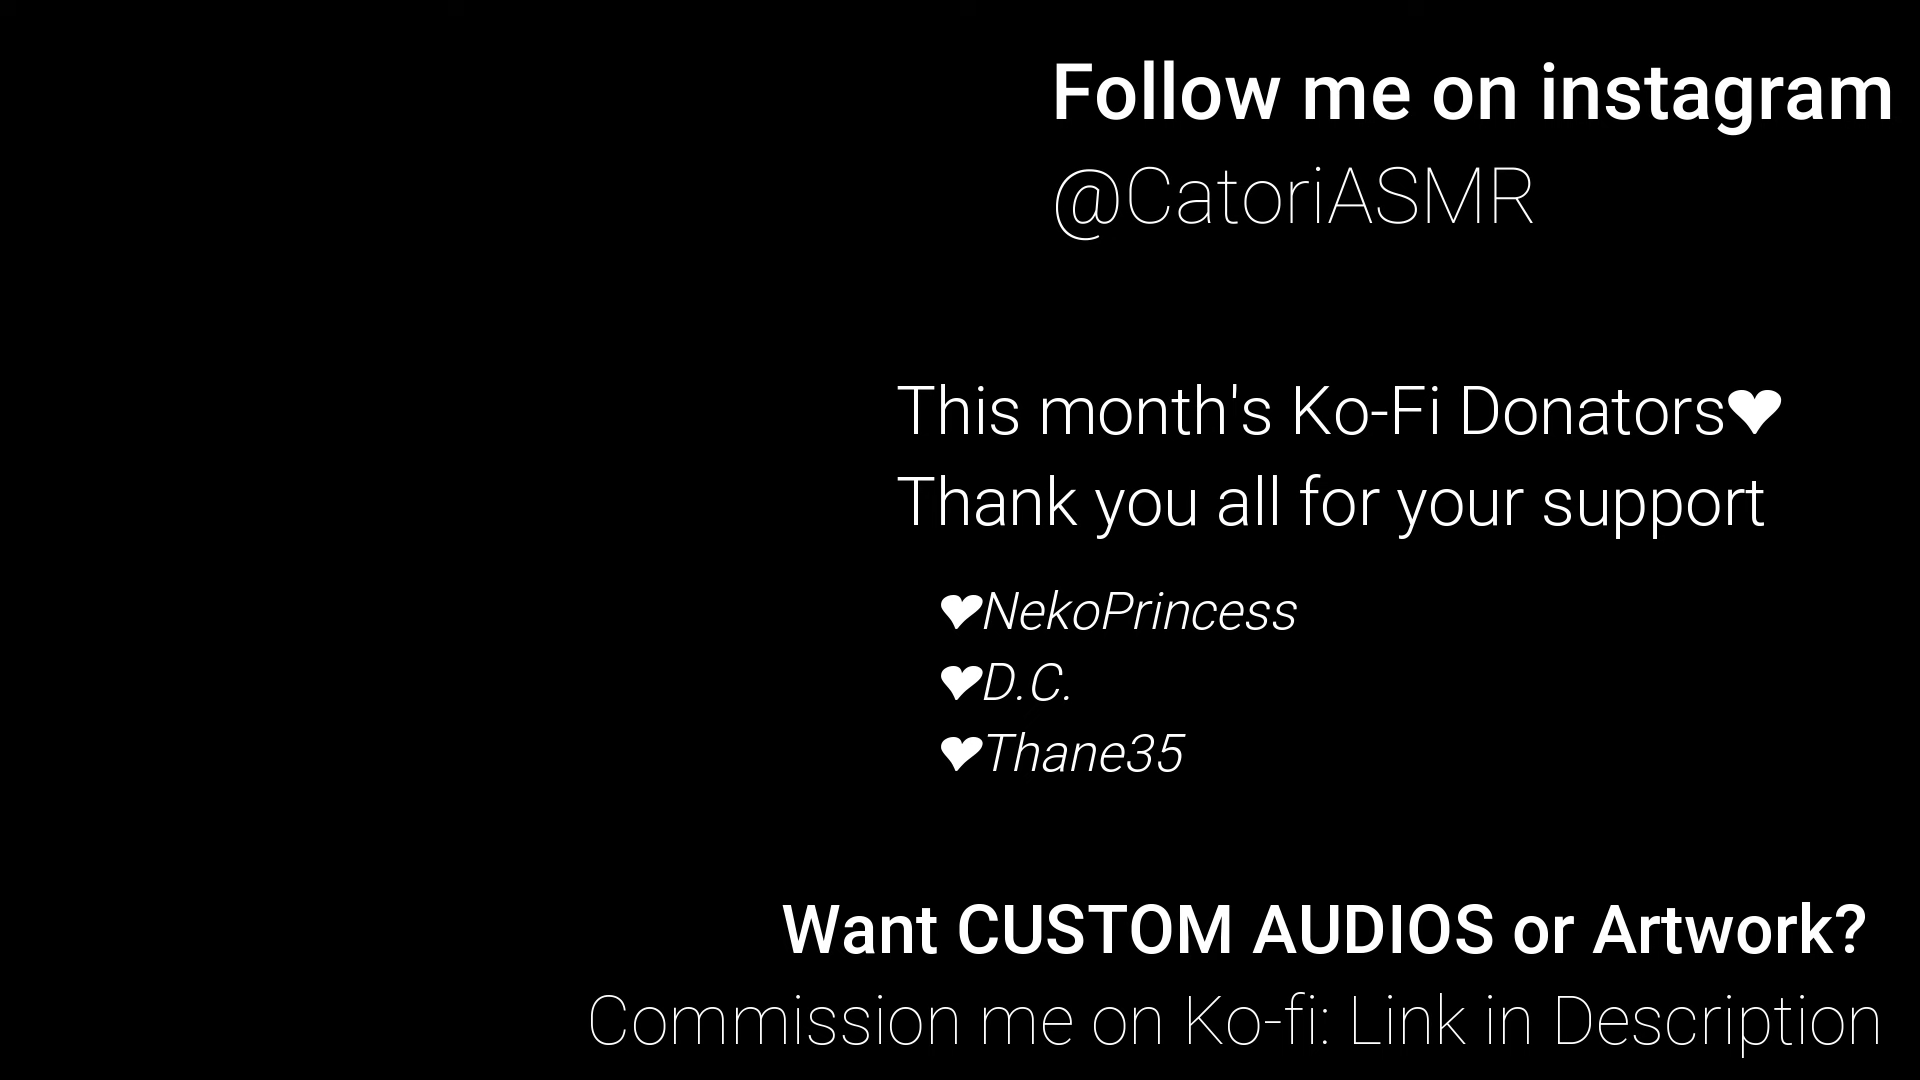 Follow me on instagram
@CatoriASMR
This month's Ko-Fi Donators❤
Thank you all for your support
❤NekoPrincess
❤D.C.
❤Thane35
Want CUSTOM AUDIOS or Artwork?
Commission me on Ko-fi: Link in Description